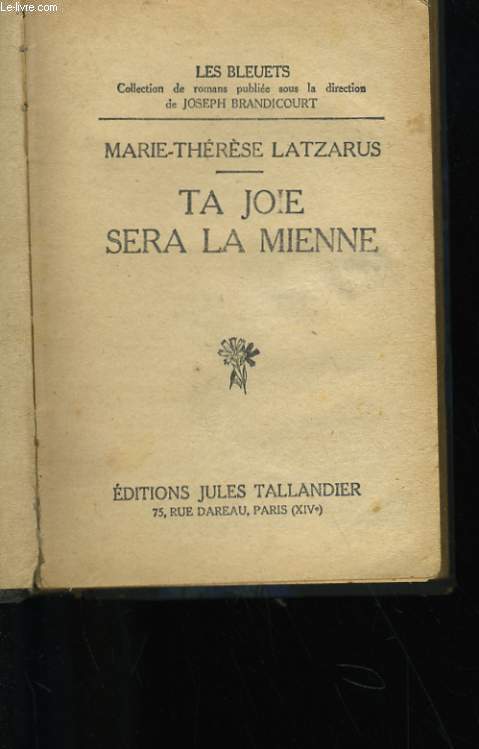 Le-livre.com
LES BLEUETS
Collection de romans publiée sous la direction
de JOSEPH BRANDICOURT
MARIE-THÉRÈSE LATZARUS
TA JOIE
SERA LA MIENNE
ÉDITIONS JULES TALLANDIER
75, RUE DAREAU, PARIS (XIVe)